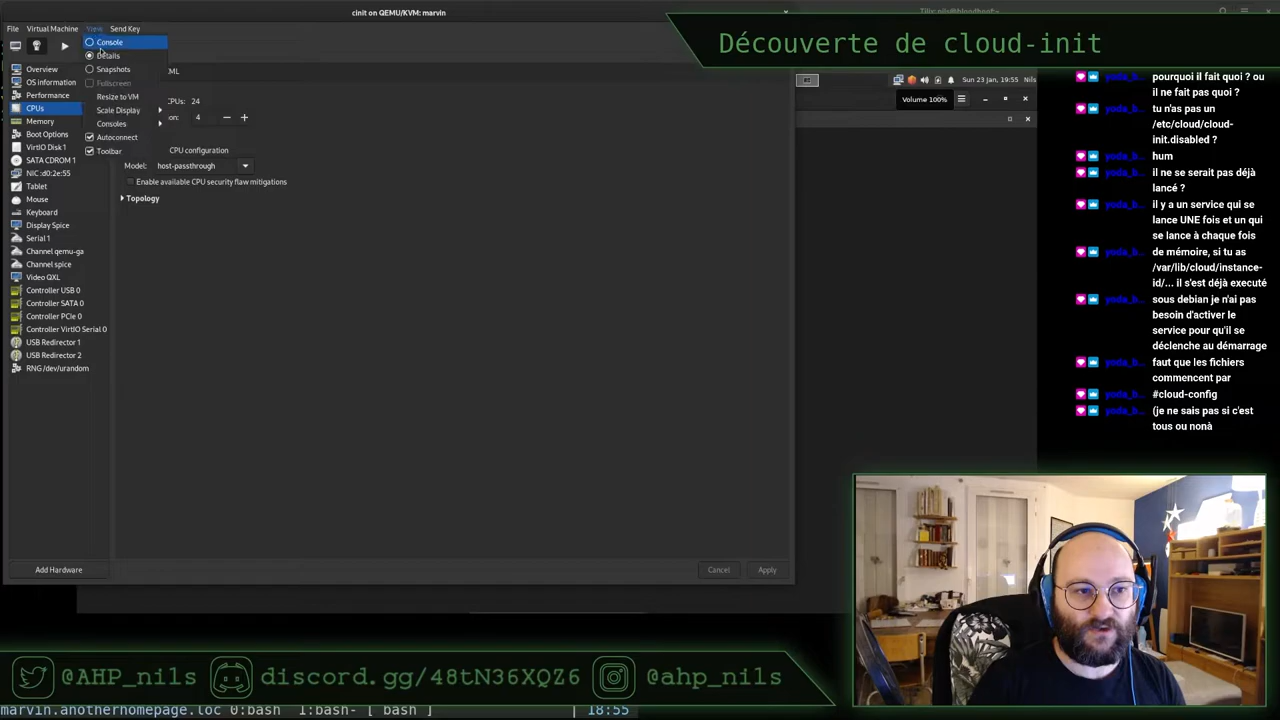 cinit on QEMU/KVM: marvin
File Virtual Machine View Send Key
Console
Details
Snapshots
Fullscreen
Resize to VM
Scale Display
Consoles
Autoconnect
Toolbar
Overview
OS information
Performance
CPUs
Memory
Boot Options
VirtIO Disk 1
SATA CDROM 1
NIC :d0:2e:55
Tablet
Mouse
Keyboard
Display Spice
Serial 1
Channel qemu-ga
Channel spice
Video QXL
Controller USB 0
Controller SATA 0
Controller PCIe 0
Controller VirtIO Serial 0
USB Redirector 1
USB Redirector 2
RNG /dev/urandom
Add Hardware
ML
CPUs: 24
on: 4
CPU configuration
Model: host-passthrough
Enable available CPU security flaw mitigations
Topology
Cancel Apply
Découverte de cloud-init
Sun 23 Jan, 19:55 Nils
Volume 100%
pourquoi il fait quoi ? ou
il ne fait pas quoi ?
tu n'as pas un
/etc/cloud/cloud-
init.disabled ?
hum
il ne se serait pas déjà
lancé ?
il y a un service qui se
lance UNE fois et un qui
se lance à chaque fois
de mémoire, si tu as
/var/lib/cloud/instance-
id/... il s'est déjà executé
sous debian je n'ai pas
besoin d'activer le
service pour qu'il se
déclenche au démarrage
faut que les fichiers
commencent par
#cloud-config
(je ne sais pas si c'est
tous ou nonà
@AHP_nils discord.gg/48tN36XQZ6 @ahp_nils
marvin.anotherhomepage.loc 0:bash 1:bash- [ bash ] | 18:55